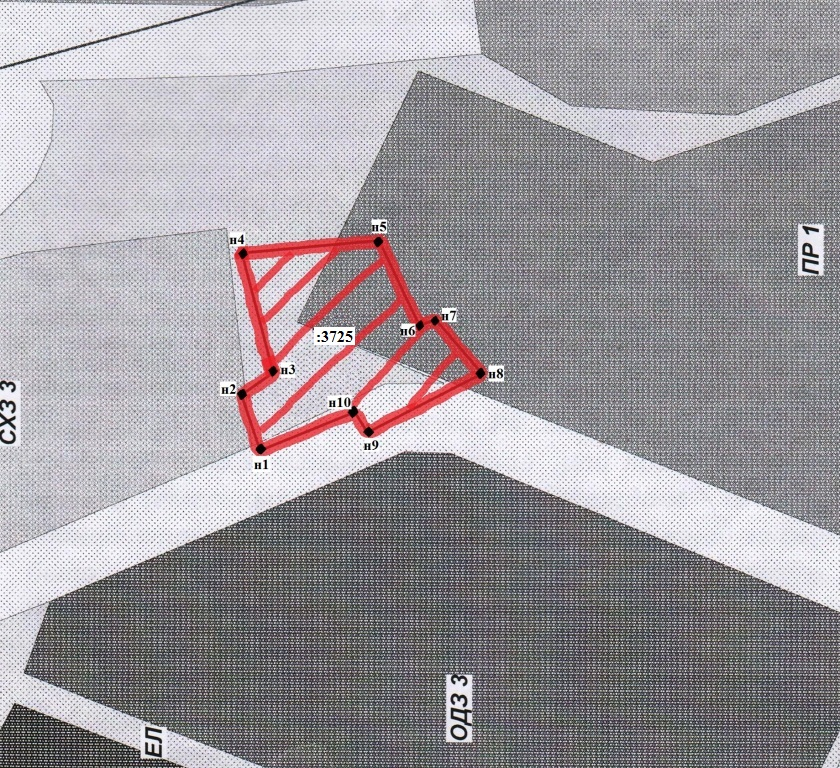 н4
н5
ПР 1
н6
н7
:3725
н3
н8
н2
н10
СХЗ 3
н9
н1
ОДЗ 3
ЕЛ